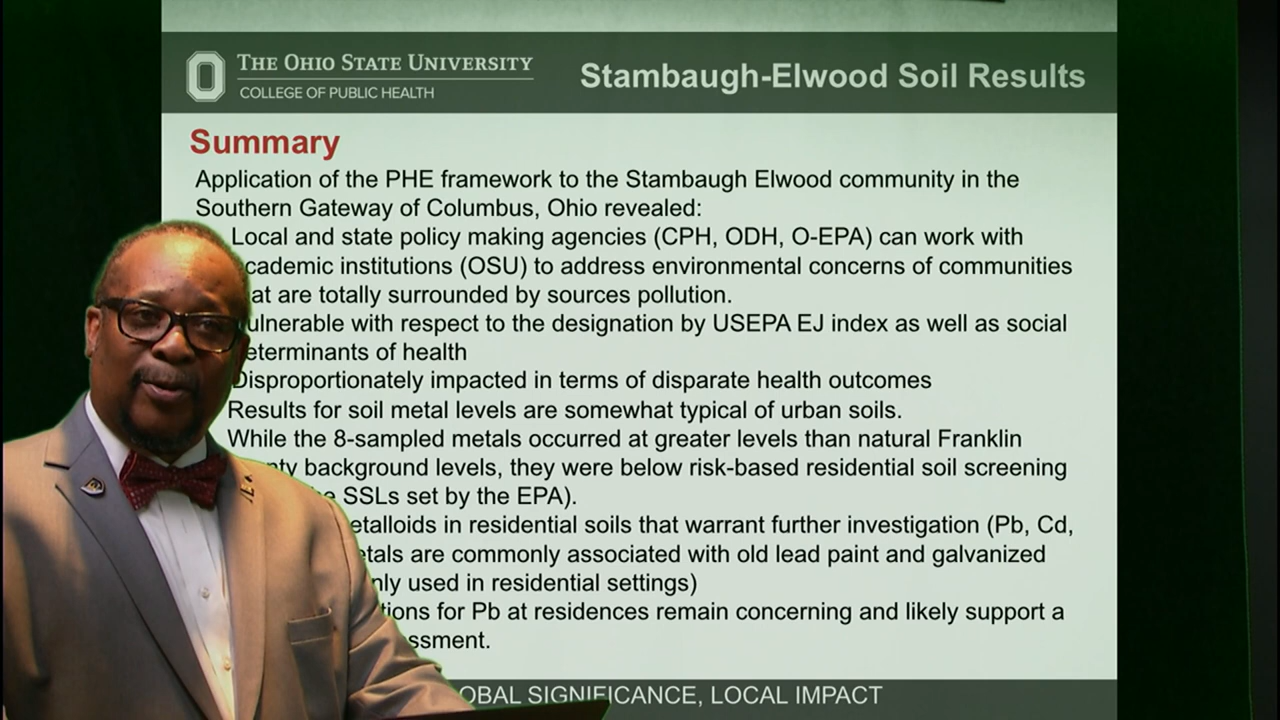 THE OHIO STATE UNIVERSITY
COLLEGE OF PUBLIC HEALTH
Stambaugh-Elwood Soil Results
Summary
Application of the PHE framework to the Stambaugh Elwood community in the
Southern Gateway of Columbus, Ohio revealed:
Local and state policy making agencies (CPH, ODH, O-EPA) can work with
cademic institutions (OSU) to address environmental concerns of communities
at are totally surrounded by sources pollution.
ulnerable with respect to the designation by USEPA EJ index as well as social
eterminants of health
Disproportionately impacted in terms of disparate health outcomes
Results for soil metal levels are somewhat typical of urban soils.
While the 8-sampled metals occurred at greater levels than natural Franklin
nty background levels, they were below risk-based residential soil screening
e SSLs set by the EPA).
etalloids in residential soils that warrant further investigation (Pb, Cd,
tals are commonly associated with old lead paint and galvanized
nly used in residential settings)
tions for Pb at residences remain concerning and likely support a
ssment.
OBAL SIGNIFICANCE, LOCAL IMPACT